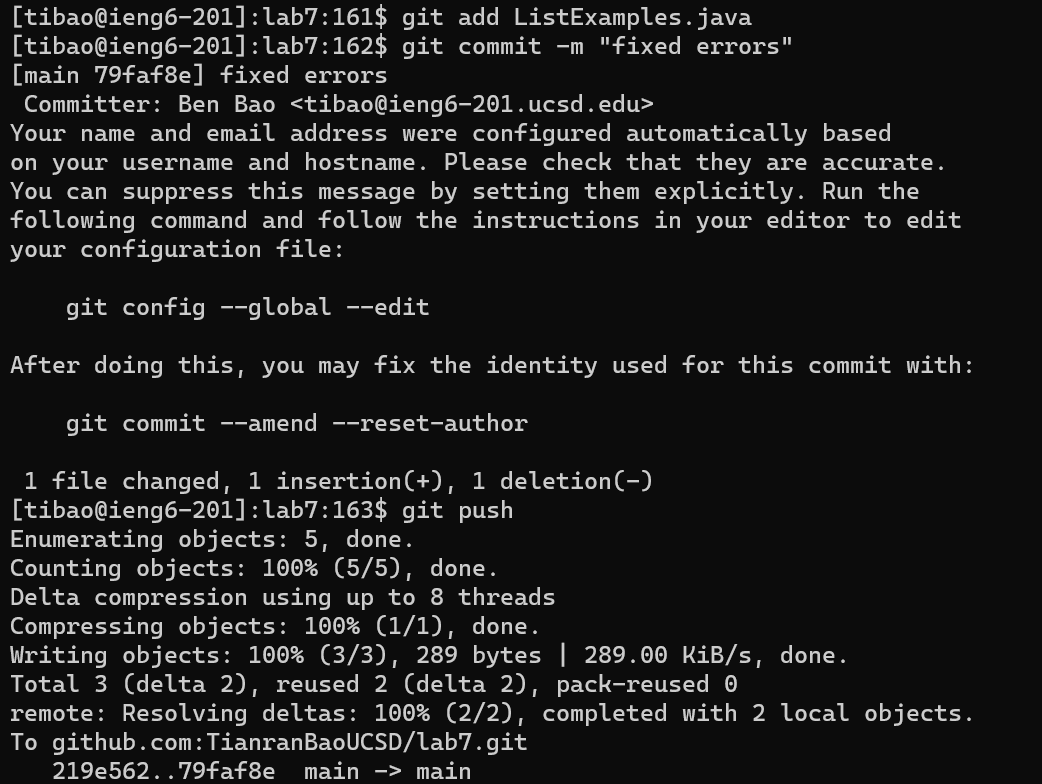 [tibao@ieng6-201]:lab7:161$ git add ListExamples.java
[tibao@ieng6-201]:lab7:162$ git commit -m "fixed errors"
[main 79faf8e] fixed errors
 Committer: Ben Bao <tibao@ieng6-201.ucsd.edu>
Your name and email address were configured automatically based
on your username and hostname. Please check that they are accurate.
You can suppress this message by setting them explicitly. Run the
following command and follow the instructions in your editor to edit
your configuration file:

    git config --global --edit

After doing this, you may fix the identity used for this commit with:

    git commit --amend --reset-author

 1 file changed, 1 insertion(+), 1 deletion(-)
[tibao@ieng6-201]:lab7:163$ git push
Enumerating objects: 5, done.
Counting objects: 100% (5/5), done.
Delta compression using up to 8 threads
Compressing objects: 100% (1/1), done.
Writing objects: 100% (3/3), 289 bytes | 289.00 KiB/s, done.
Total 3 (delta 2), reused 2 (delta 2), pack-reused 0
remote: Resolving deltas: 100% (2/2), completed with 2 local objects.
To github.com:TianranBaoUCSD/lab7.git
   219e562..79faf8e  main -> main